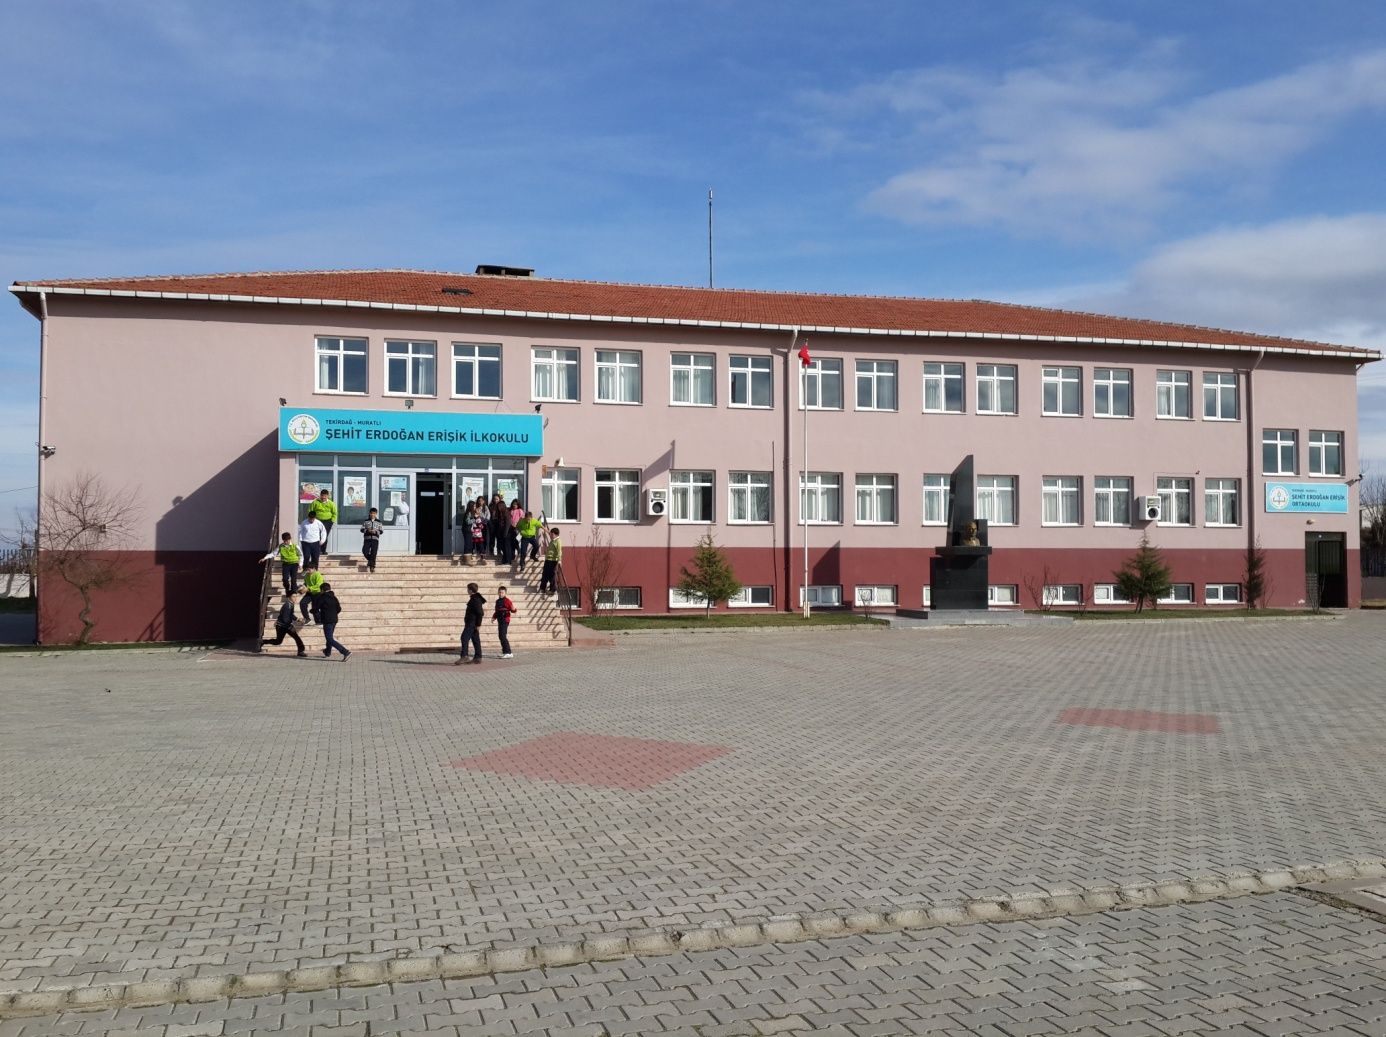 TEKİRDAĞ - MURATLI
ŞEHİT ERDOĞAN ERİŞİK İLKOKULU
ŞEHİT ERDOĞAN ERİŞİK
ORTAOKULU